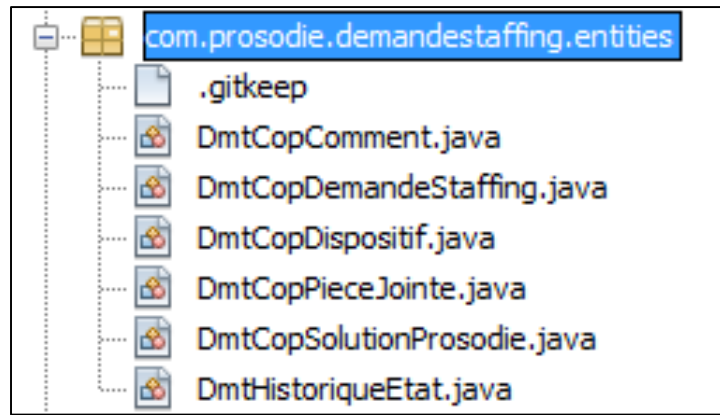 com.prosodie.demandestaffing.entities
.gitkeep
DmtCopComment.java
DmtCopDemandeStaffing.java
DmtCopDispositif.java
DmtCopPieceJointe.java
DmtCopSolutionProsodie.java
DmtHistoriqueEtat.java